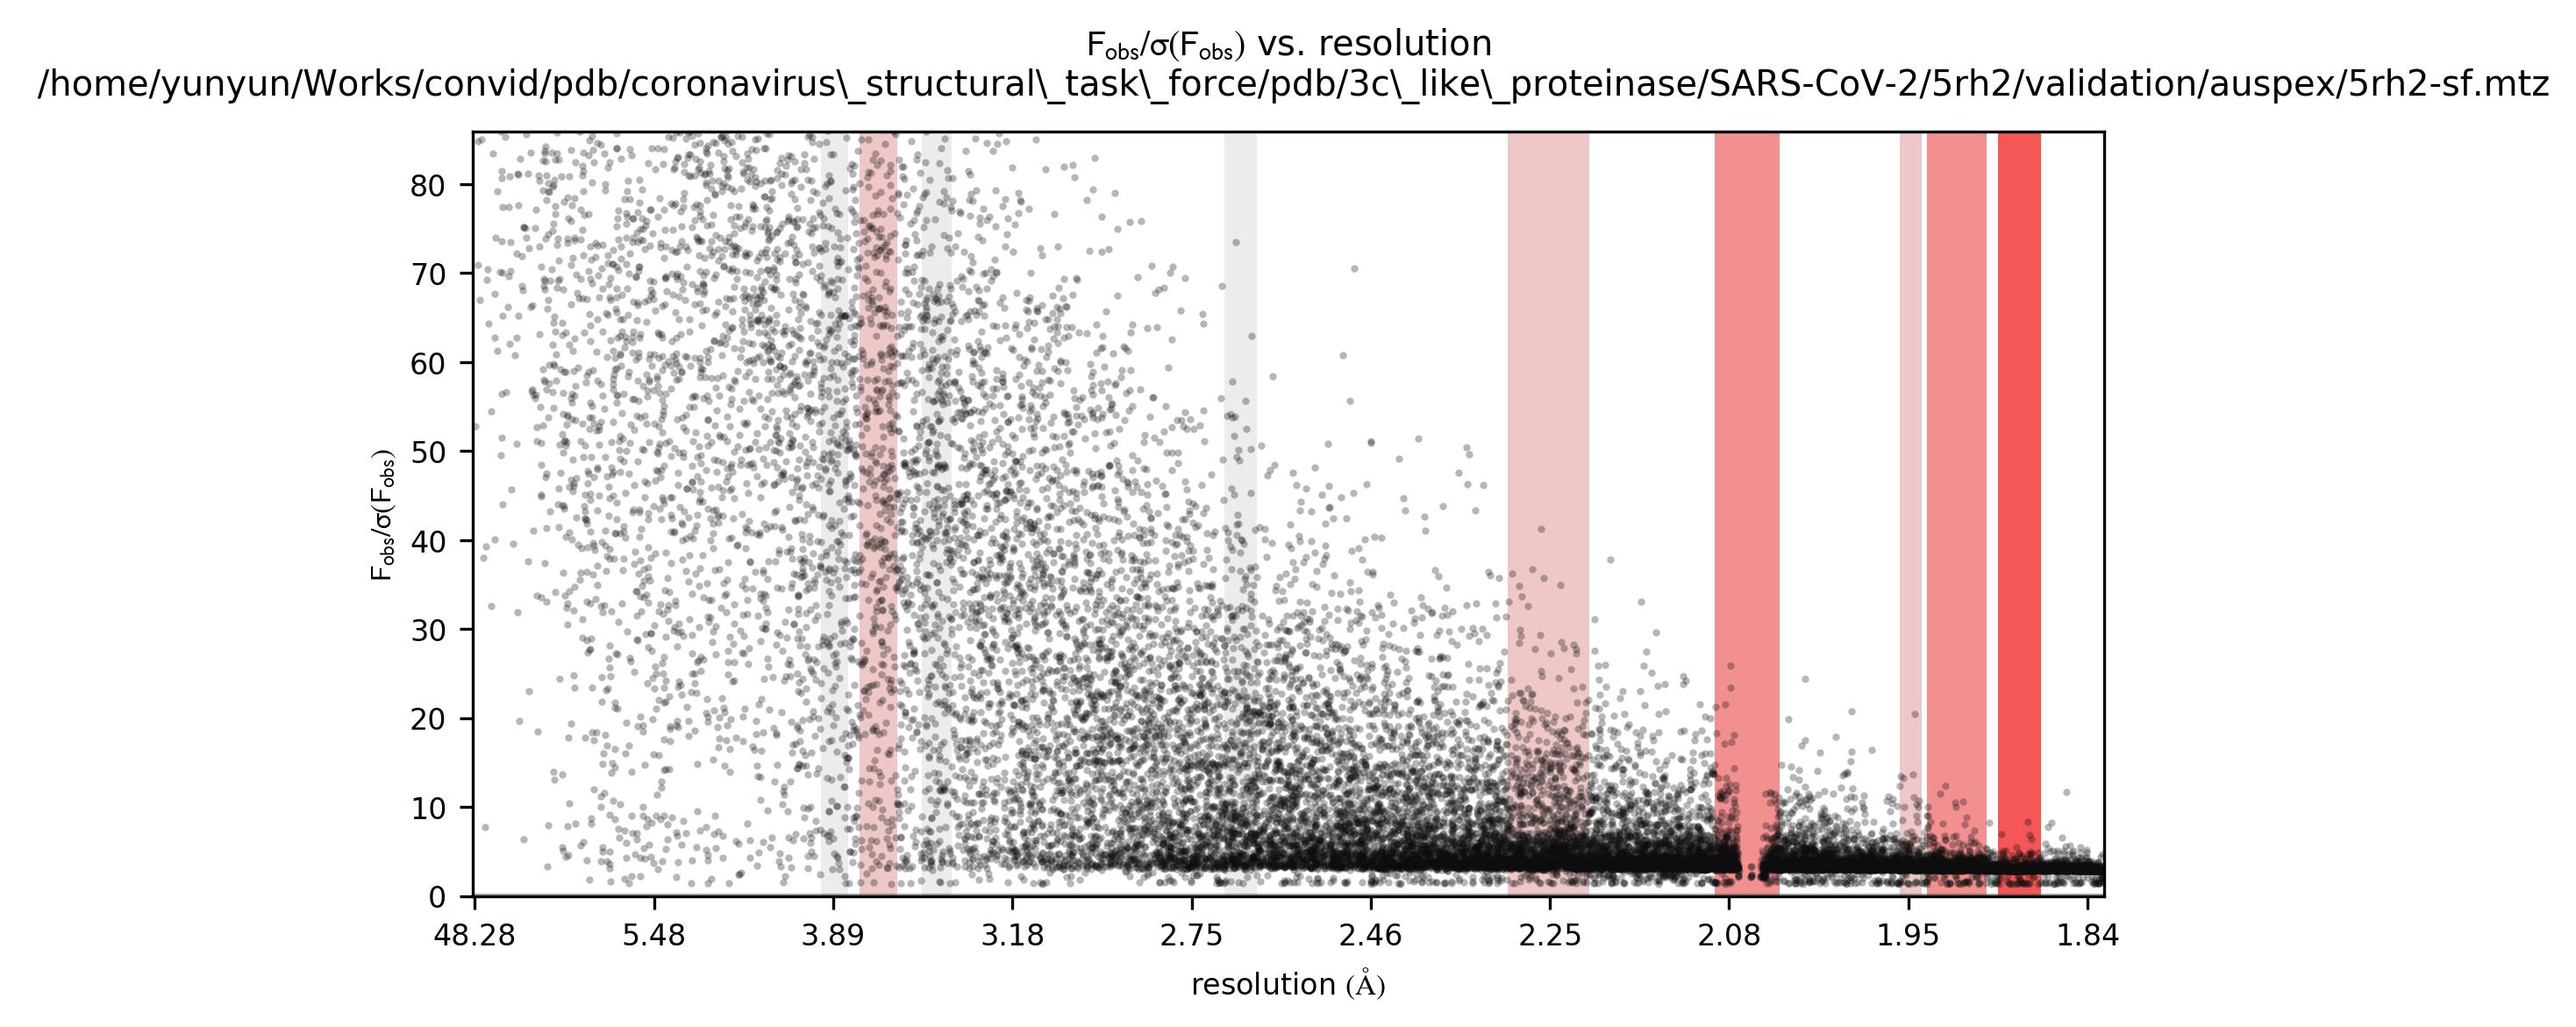 Fobs/σ(Fobs) vs. resolution
/home/yunyun/Works/convid/pdb/coronavirus\_structural\_task\_force/pdb/3c\_like\_proteinase/SARS-CoV-2/5rh2/validation/auspex/5rh2-sf.mtz
Fobs/σ(Fobs)
80
70
60
50
40
30
20
10
0
48.28 5.48 3.89 3.18 2.75 2.46 2.25 2.08 1.95 1.84
resolution (Å)